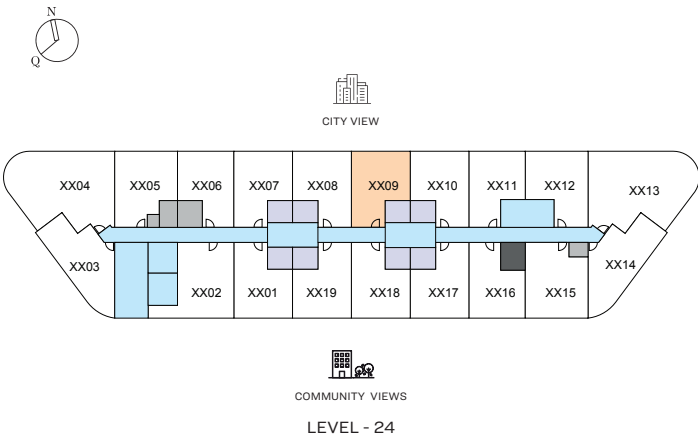 N
Q
CITY VIEW
XX04 XX05 XX06 XX07 XX08 XX09 XX10 XX11 XX12 XX13
XX03 XX02 XX01 XX19 XX18 XX17 XX16 XX15 XX14
COMMUNITY VIEWS
LEVEL - 24